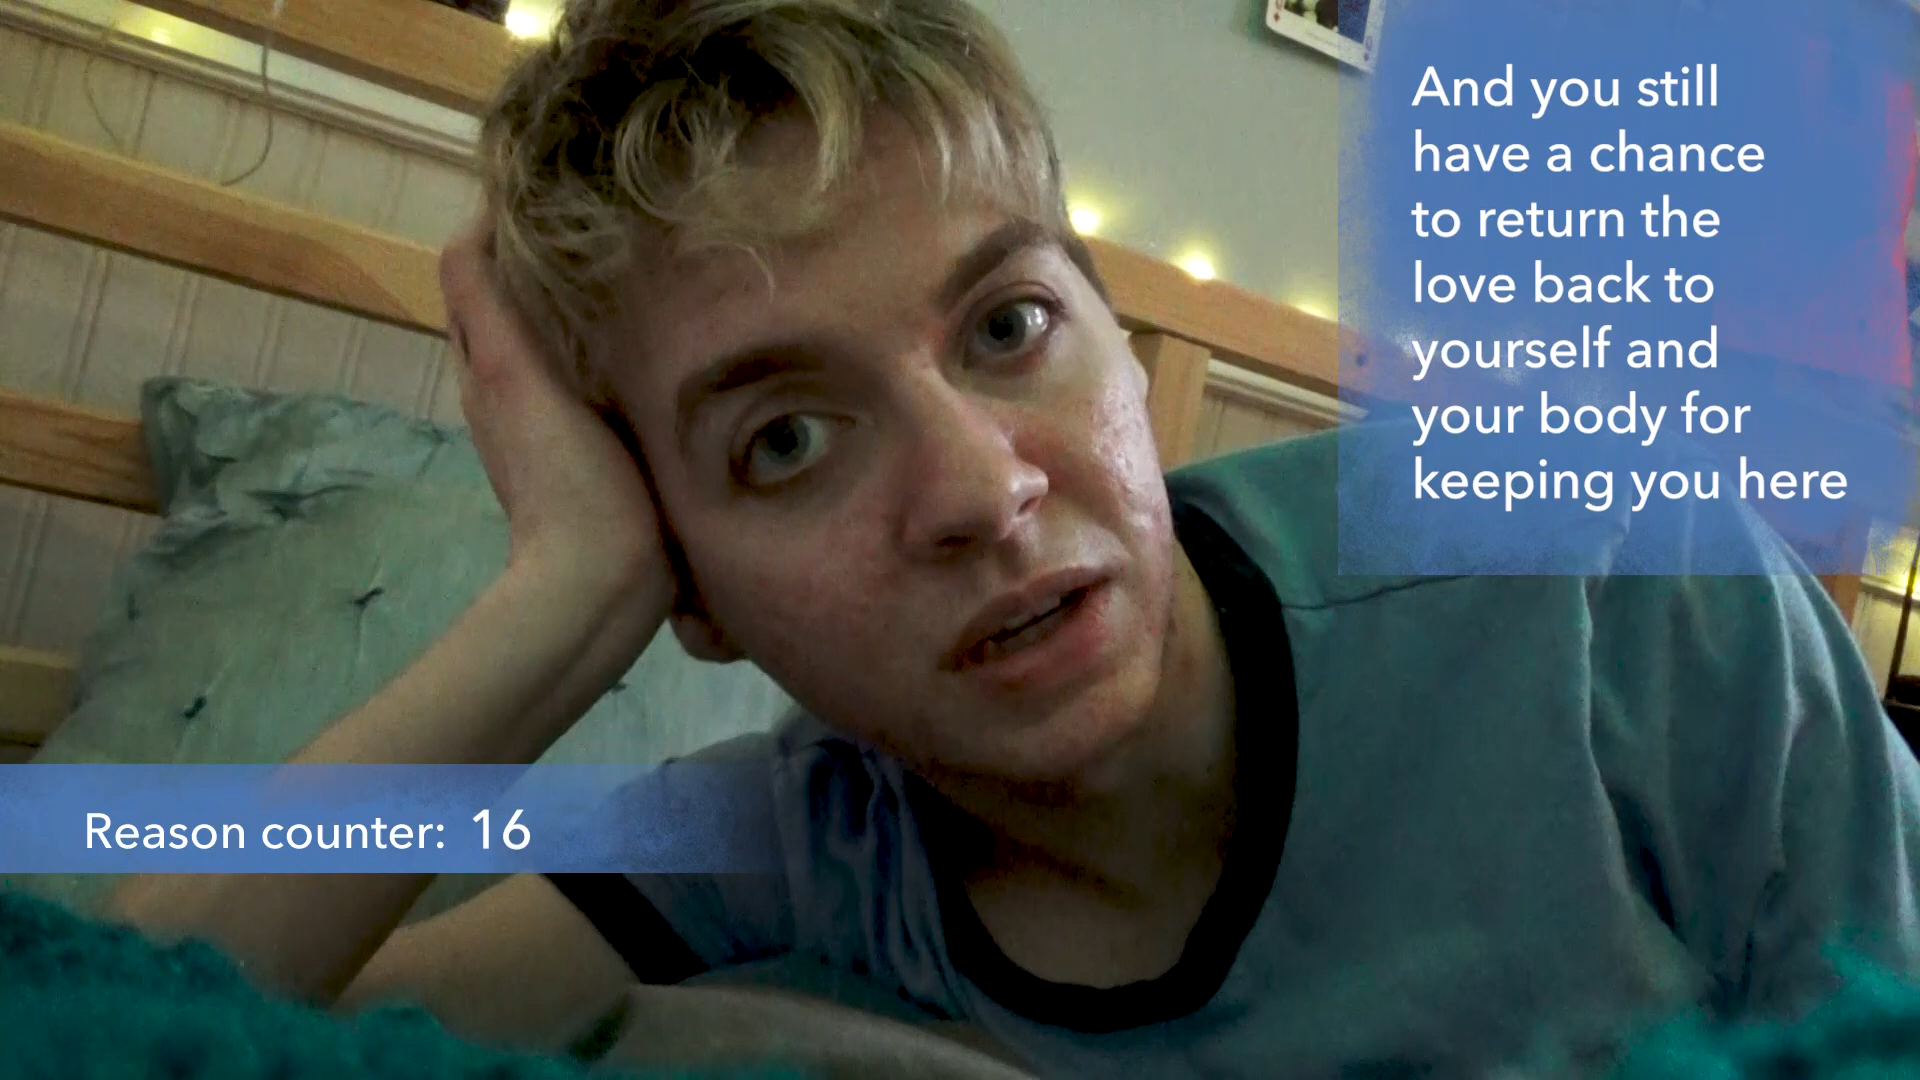 And you still
have a chance
to return the
love back to
yourself and
your body for
keeping you here
Reason counter: 16